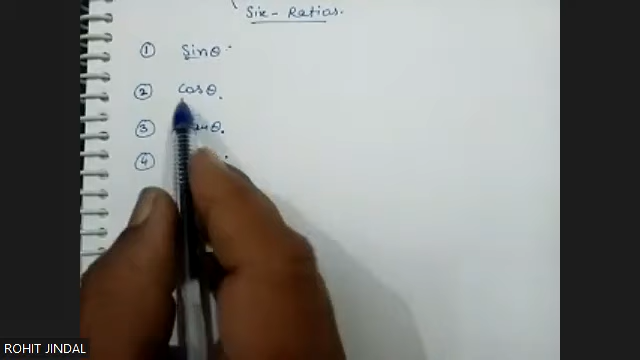 Six-Ratios.
① Sinθ
② Cosθ
③ θ
④
ROHIT JINDAL